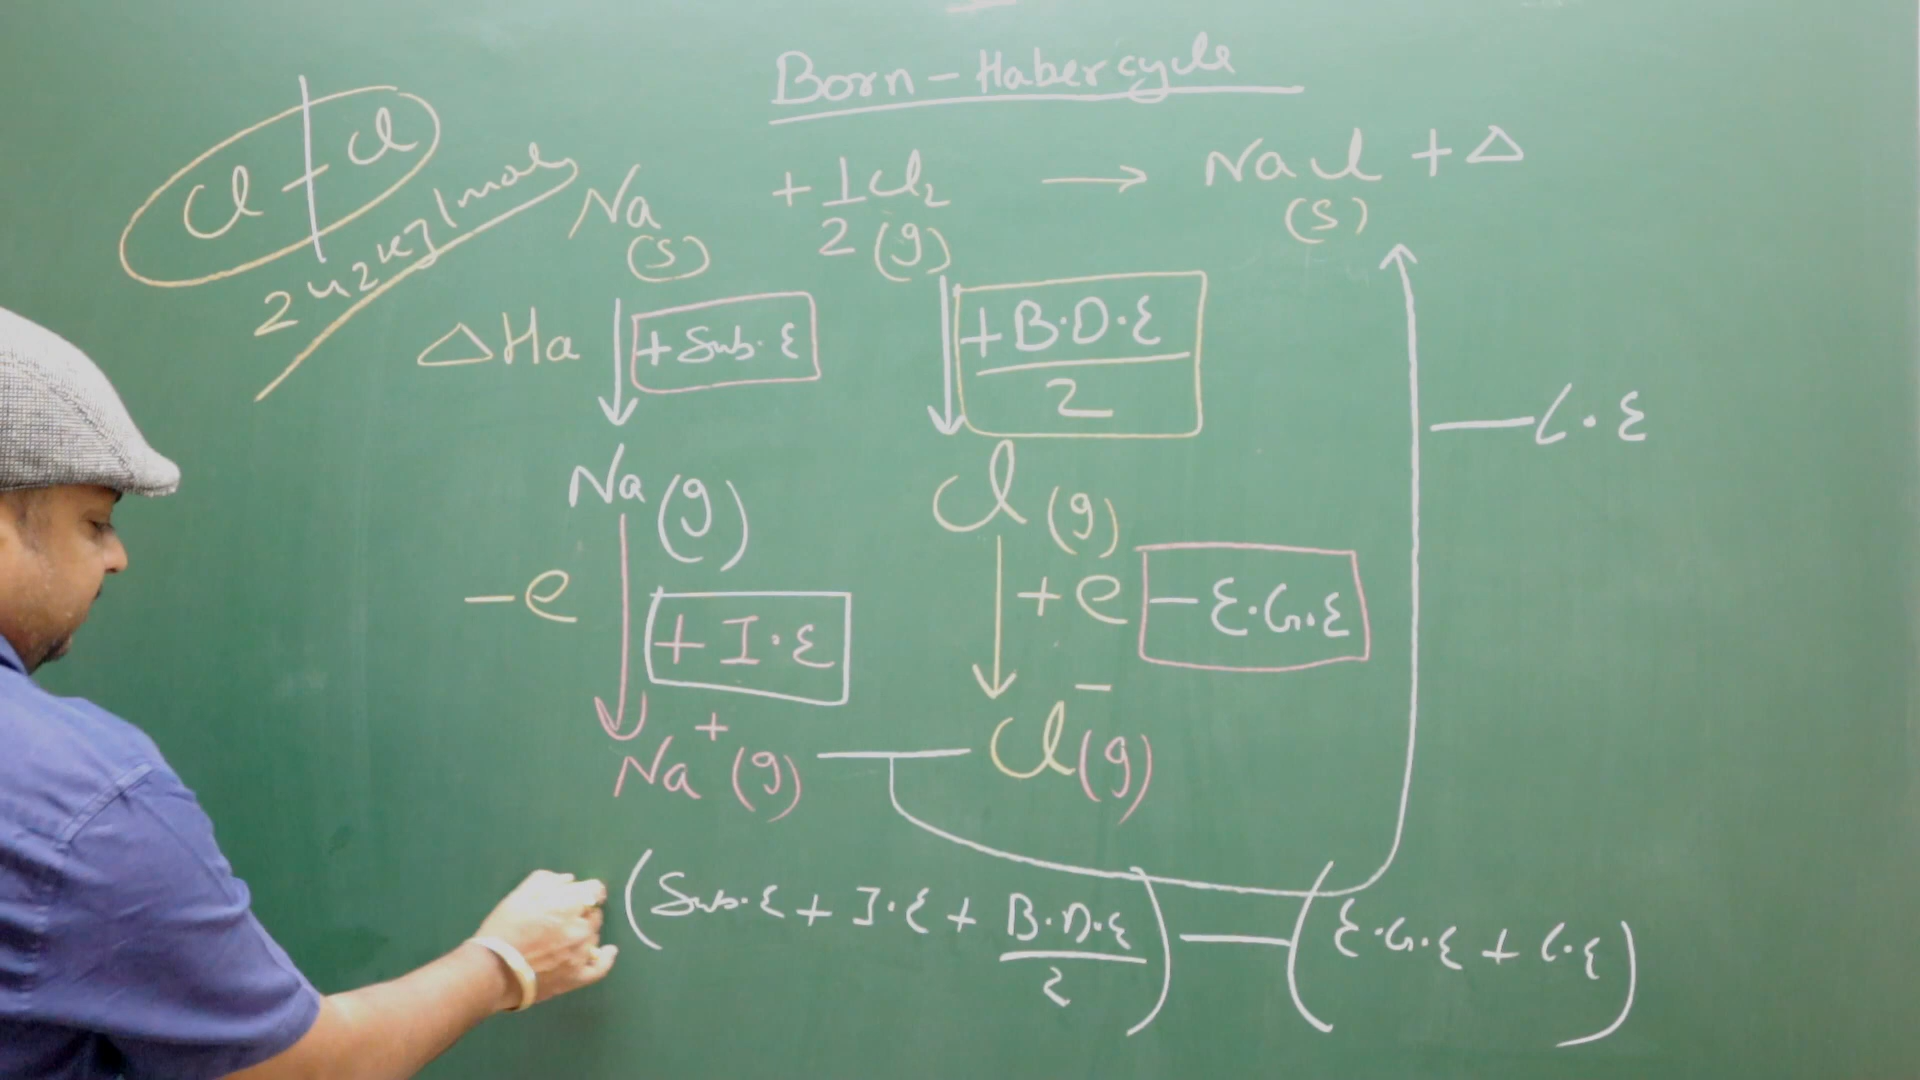 Born-Haber cycle
Cl-Cl
242 KJ/mole
Na(s) + 1/2 Cl2(g) → NaCl(s) + Δ
ΔHa
+ Sub.E
+ B.D.E
2
- L.E
Na(g)
Cl(g)
-e
+ I.E
+e
- E.G.E
Na+(g)
Cl-(g)
(Sub.E + I.E + B.D.E/2) - (E.G.E + L.E)